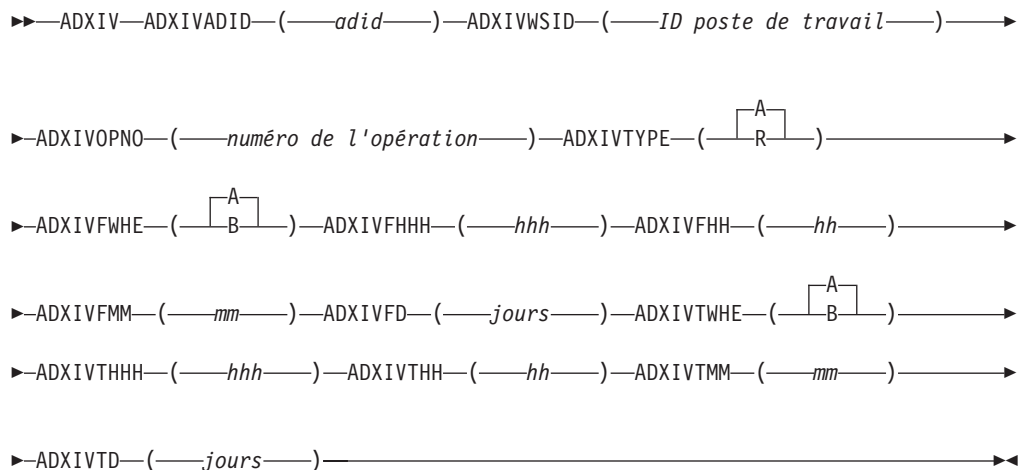 ADXIV ADXIVADID ( adid ) ADXIVWSID ( ID poste de travail )
A
ADXIVOPNO ( numéro de l'opération ) ADXIVTYPE ( R )
A
ADXIVFWHE ( B ) ADXIVFHHH ( hhh ) ADXIVFHH ( hh )
A
ADXIVFMM ( mm ) ADXIVFD ( jours ) ADXIVTWHE ( B )
ADXIVTHHH ( hhh ) ADXIVTHH ( hh ) ADXIVTMM ( mm )
ADXIVTD ( jours )